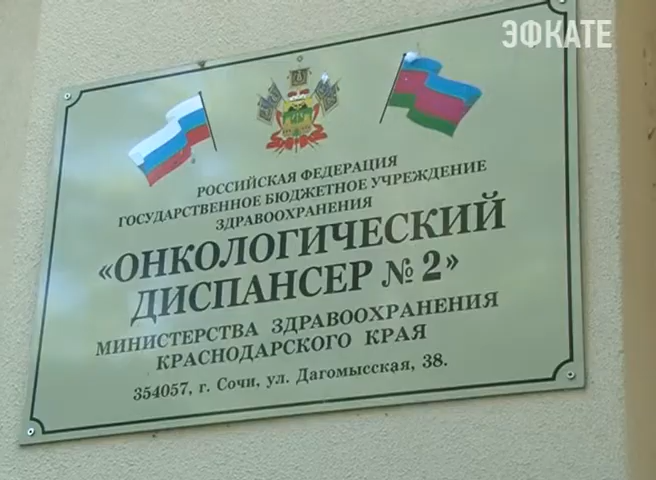 ЭФКАТЕ
РОССИЙСКАЯ ФЕДЕРАЦИЯ
ГОСУДАРСТВЕННОЕ БЮДЖЕТНОЕ УЧРЕЖДЕНИЕ
ЗДРАВООХРАНЕНИЯ
«ОНКОЛОГИЧЕСКИЙ
ДИСПАНСЕР № 2»
МИНИСТЕРСТВА ЗДРАВООХРАНЕНИЯ
КРАСНОДАРСКОГО КРАЯ
354057, г. Сочи, ул. Дагомысская, 38.